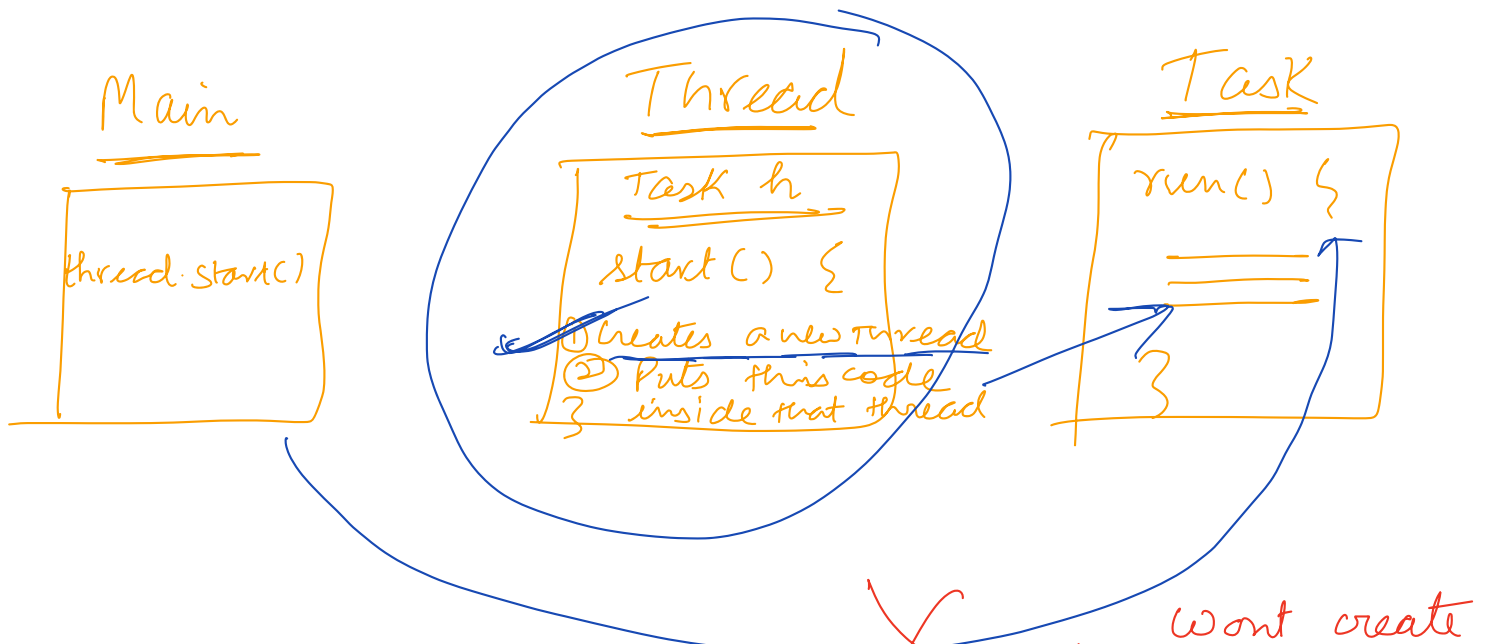 Main
thread.start()
Thread
Task h
start() {
① Creates a new Thread
② Puts this code
} inside that thread
Task
run() {
}
wont create